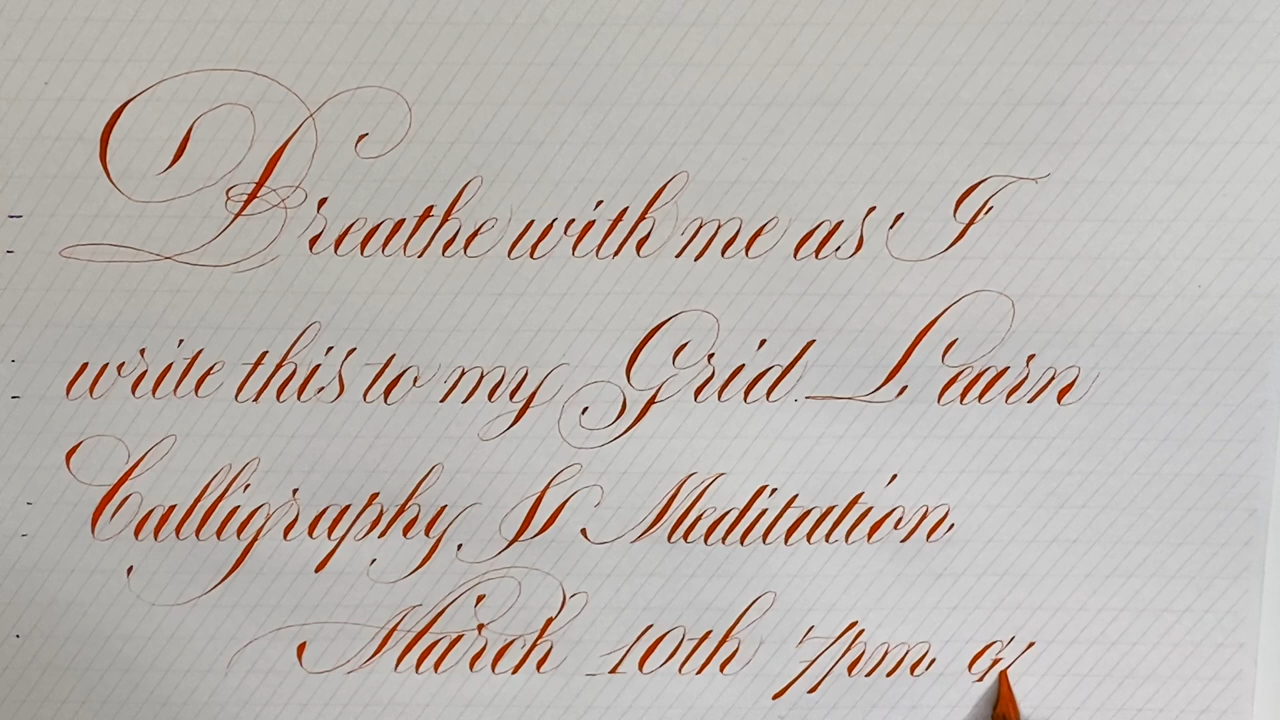 Breathe with me as I
write this to my Grid. Learn
Calligraphy & Meditation
March 10th 7pm